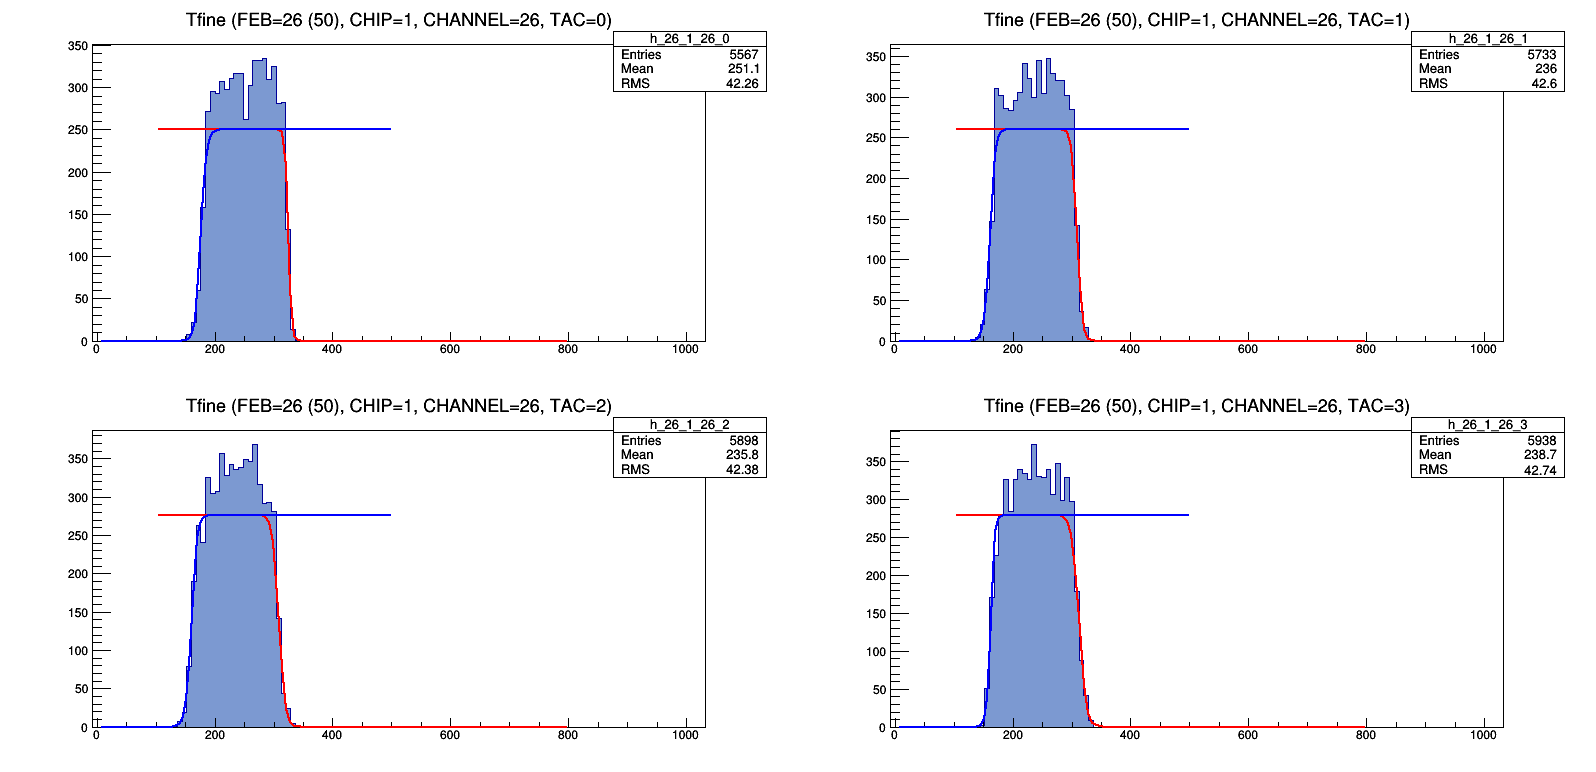 Tfine (FEB=26 (50), CHIP=1, CHANNEL=26, TAC=0)
h_26_1_26_0
Entries 5567
Mean 251.1
RMS 42.26
350
300
250
200
150
100
50
0
0 200 400 600 800 1000
Tfine (FEB=26 (50), CHIP=1, CHANNEL=26, TAC=1)
h_26_1_26_1
Entries 5733
Mean 236
RMS 42.6
350
300
250
200
150
100
50
0
0 200 400 600 800 1000
Tfine (FEB=26 (50), CHIP=1, CHANNEL=26, TAC=2)
h_26_1_26_2
Entries 5898
Mean 235.8
RMS 42.38
350
300
250
200
150
100
50
0
0 200 400 600 800 1000
Tfine (FEB=26 (50), CHIP=1, CHANNEL=26, TAC=3)
h_26_1_26_3
Entries 5938
Mean 238.7
RMS 42.74
350
300
250
200
150
100
50
0
0 200 400 600 800 1000